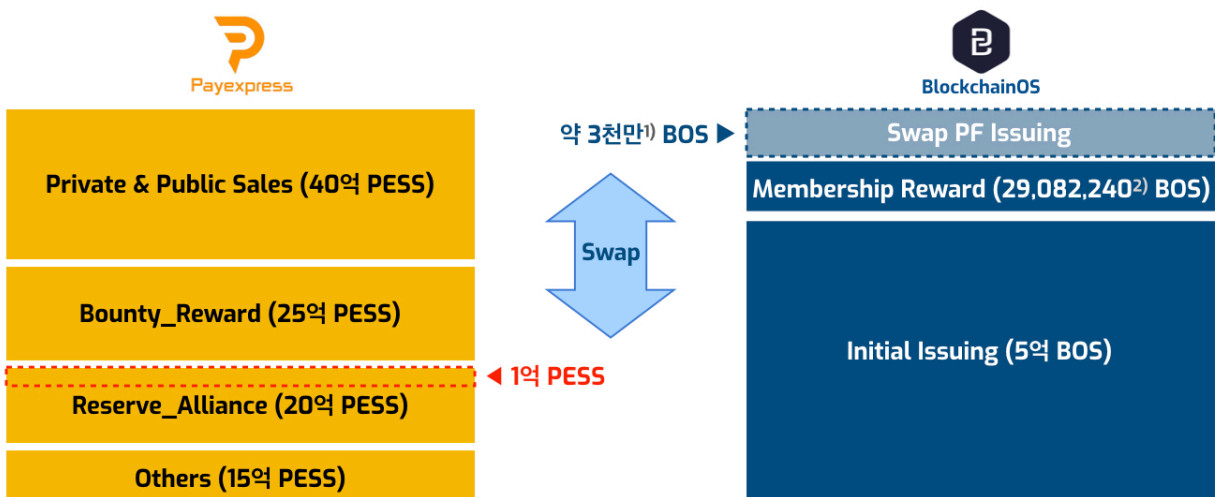 Payexpress
Private & Public Sales (40억 PESS)
Bounty_Reward (25억 PESS)
◀ 1억 PESS
Reserve_Alliance (20억 PESS)
Others (15억 PESS)
약 3천만1) BOS ▶
Swap
BlockchainOS
Swap PF Issuing
Membership Reward (29,082,2402) BOS)
Initial Issuing (5억 BOS)